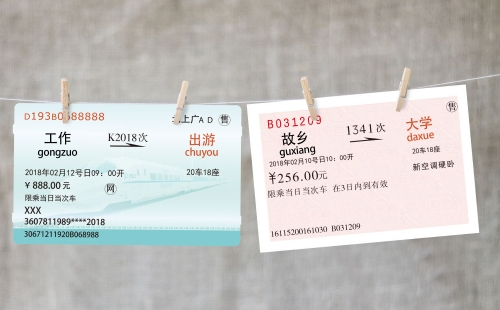 D193B0688888
北上广A D
售
工作
K2018次
出游
gongzuo
chuyou
2018年02月12号日09：00开
20车18座
￥888.00元
网
限乘当日当次车
XXX
3607811989****2018
30671211920B068988
B031209
售
故乡
1341次
大学
guxiang
daxue
2018年02月10号日10：00开
20车18座
￥256.00元
新空调硬卧
限乘当日当次车 在3日内到有效
16115200161030 B031209